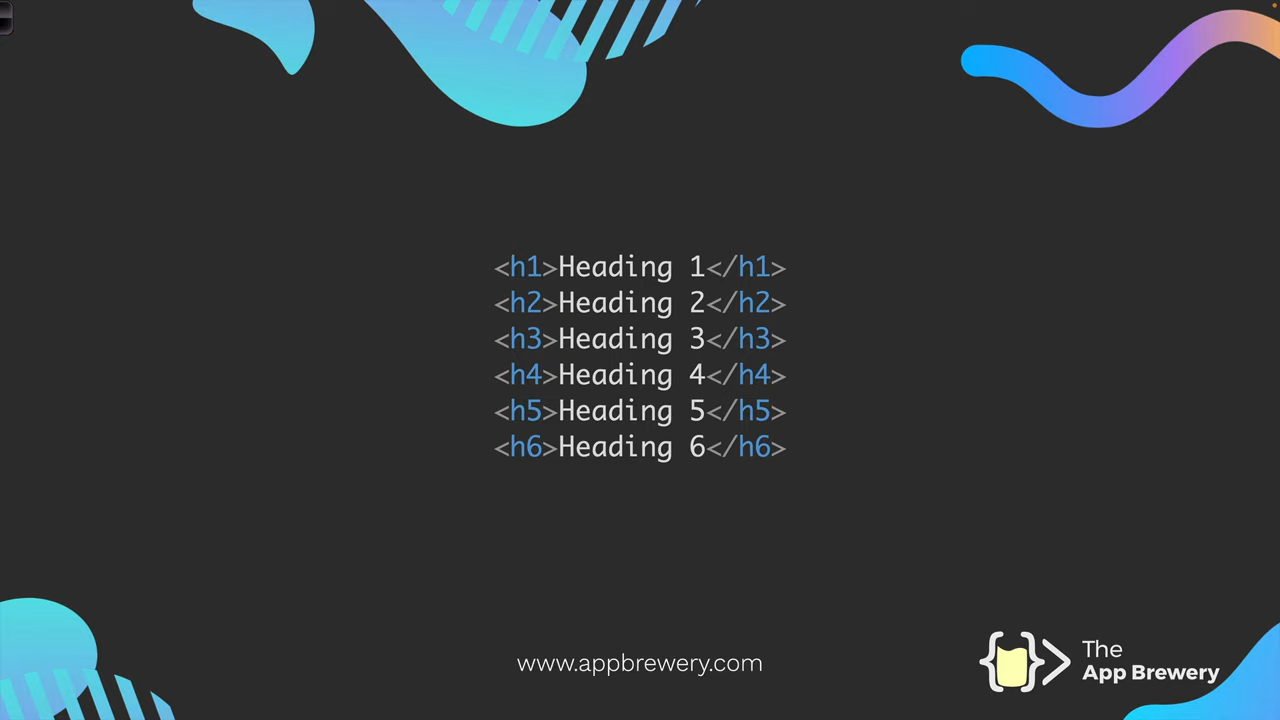 <h1>Heading 1</h1>
<h2>Heading 2</h2>
<h3>Heading 3</h3>
<h4>Heading 4</h4>
<h5>Heading 5</h5>
<h6>Heading 6</h6>
www.appbrewery.com
The
App Brewery